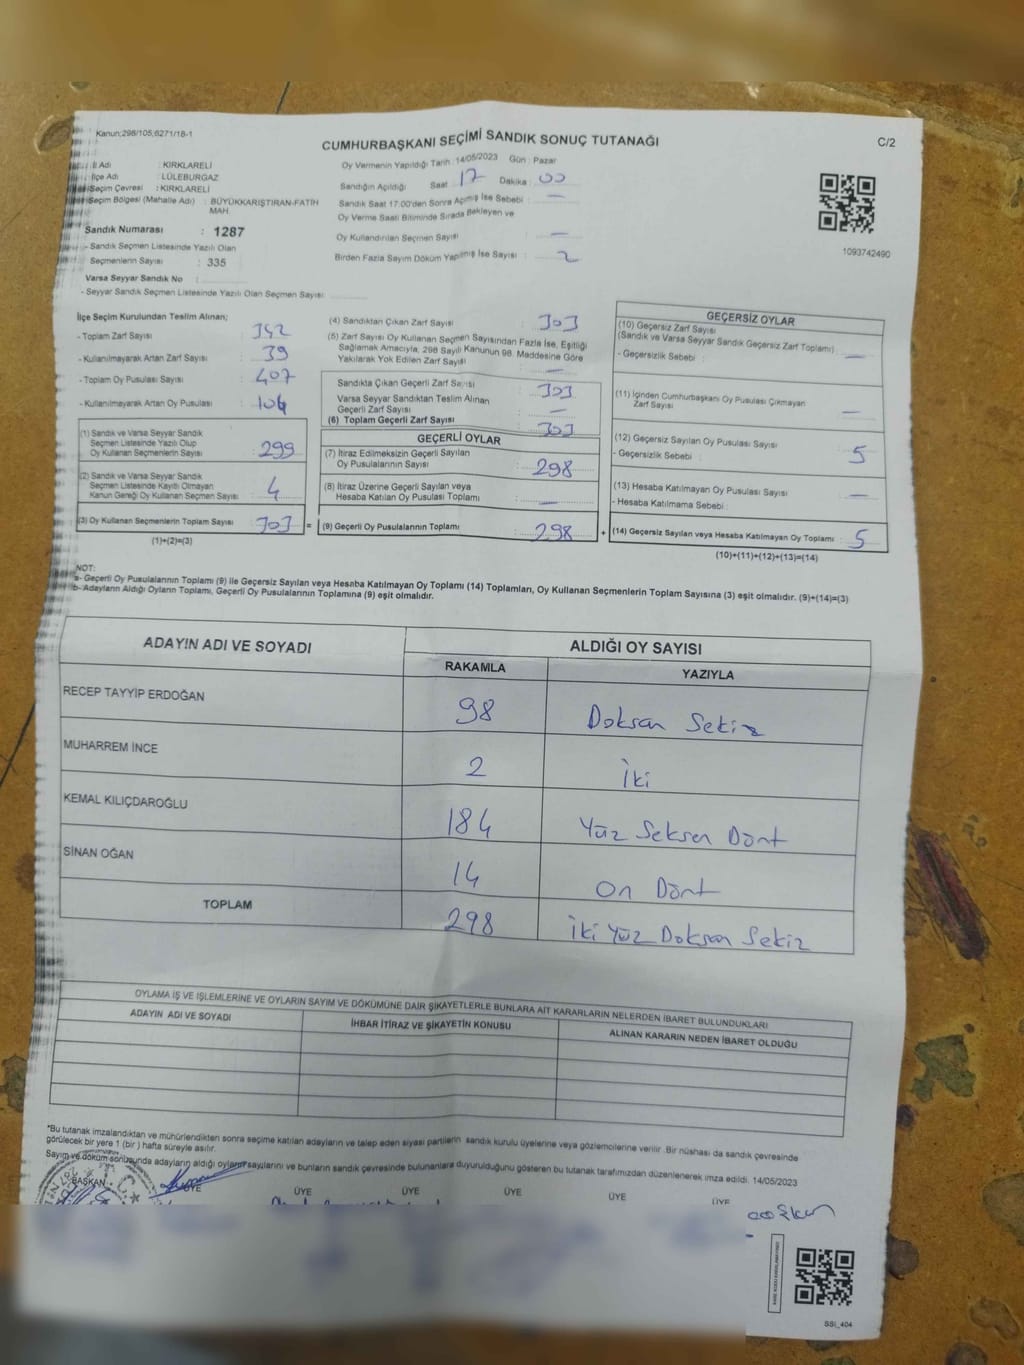 Kanun;298/105,6271/18-1
CUMHURBAŞKANI SEÇİMİ SANDIK SONUÇ TUTANAĞI
C/2
İl Adı : KIRKLARELİ
İlçe Adı : LÜLEBURGAZ
Seçim Çevresi : KIRKLARELİ
Seçim Bölgesi (Mahalle Adı) : BÜYÜKKARIŞTIRAN-FATİH MAH.
Sandık Numarası : 1287
- Sandık Seçmen Listesinde Yazılı Olan
Seçmenlerin Sayısı : 335
Varsa Seyyar Sandık No :
- Seyyar Sandık Seçmen Listesinde Yazılı Olan Seçmen Sayısı :
Oy Vermenin Yapıldığı Tarih :14/05/2023 Gün : Pazar
Sandığın Açıldığı Saat : 17 Dakika : 00
Sandık Saat 17:00'den Sonra Açılmış İse Sebebi : —
Oy Verme Saati Bitiminde Sırada Bekleyen ve
Oy Kullandırılan Seçmen Sayısı : —
Birden Fazla Sayım Döküm Yapılmış İse Sayısı : 2
1093742490
İlçe Seçim Kurulundan Teslim Alınan;
- Toplam Zarf Sayısı : 342
- Kullanılmayarak Artan Zarf Sayısı : 39
- Toplam Oy Pusulası Sayısı : 407
- Kullanılmayarak Artan Oy Pusulası : 104
(1) Sandık ve Varsa Seyyar Sandık
Seçmen Listesinde Yazılı Olup
Oy Kullanan Seçmenlerin Sayısı : 299
(2) Sandık ve Varsa Seyyar Sandık
Seçmen Listesinde Kayıtlı Olmayan
Kanun Gereği Oy Kullanan Seçmen Sayısı : 4
(3) Oy Kullanan Seçmenlerin Toplam Sayısı : 303 =
(1)+(2)=(3)
(4) Sandıktan Çıkan Zarf Sayısı : 303
(5) Zarf Sayısı Oy Kullanan Seçmen Sayısından Fazla İse, Eşitliği
Sağlamak Amacıyla, 298 Sayılı Kanunun 98. Maddesine Göre
Yakılarak Yok Edilen Zarf Sayısı : —
Sandıkta Çıkan Geçerli Zarf Sayısı : 303
Varsa Seyyar Sandıktan Teslim Alınan
Geçerli Zarf Sayısı : —
(6) Toplam Geçerli Zarf Sayısı : 303
GEÇERLİ OYLAR
(7) İtiraz Edilmeksizin Geçerli Sayılan
Oy Pusulalarının Sayısı : 298
(8) İtiraz Üzerine Geçerli Sayılan veya
Hesaba Katılan Oy Pusulası Toplamı : —
(9) Geçerli Oy Pusulalarının Toplamı : 298 +
GEÇERSİZ OYLAR
(10) Geçersiz Zarf Sayısı
(Sandık ve Varsa Seyyar Sandık Geçersiz Zarf Toplamı) : —
- Geçersizlik Sebebi :
(11) İçinden Cumhurbaşkanı Oy Pusulası Çıkmayan
Zarf Sayısı : —
(12) Geçersiz Sayılan Oy Pusulası Sayısı : 5
- Geçersizlik Sebebi :
(13) Hesaba Katılmayan Oy Pusulası Sayısı : —
- Hesaba Katılmama Sebebi :
(14) Geçersiz Sayılan veya Hesaba Katılmayan Oy Toplamı : 5
(10)+(11)+(12)+(13)=(14)
NOT:
a- Geçerli Oy Pusulalarının Toplamı (9) ile Geçersiz Sayılan veya Hesaba Katılmayan Oy Toplamı (14) Toplamları, Oy Kullanan Seçmenlerin Toplam Sayısına (3) eşit olmalıdır. (9)+(14)=(3)
b- Adayların Aldığı Oyların Toplamı, Geçerli Oy Pusulalarının Toplamına (9) eşit olmalıdır.
ADAYIN ADI VE SOYADI ALDIĞI OY SAYISI
RAKAMLA YAZIYLA
RECEP TAYYİP ERDOĞAN 98 Doksan Sekiz
MUHARREM İNCE 2 İki
KEMAL KILIÇDAROĞLU 184 Yüz Seksen Dört
SİNAN OĞAN 14 On Dört
TOPLAM 298 İki Yüz Doksan Sekiz
OYLAMA İŞ VE İŞLEMLERİNE VE OYLARIN SAYIM VE DÖKÜMÜNE DAİR ŞİKAYETLERLE BUNLARA AİT KARARLARIN NELERDEN İBARET BULUNDUKLARI
ADAYIN ADI VE SOYADI İHBAR İTİRAZ VE ŞİKAYETİN KONUSU ALINAN KARARIN NEDEN İBARET OLDUĞU
*Bu tutanak imzalandıktan ve mühürlendikten sonra seçime katılan adayların ve talep eden siyasi partilerin sandık kurulu üyelerine veya gözlemcilerine verilir .Bir nüshası da sandık çevresinde
görülecek bir yere 1 (bir ) hafta süreyle asılır.
Sayım ve döküm sonusunda adayların aldığı oyların sayılarını ve bunların sandık çevresinde bulunanlara duyurulduğunu gösteren bu tutanak tarafımızdan düzenlenerek imza edildi. 14/05/2023
BAŞKAN ÜYE ÜYE ÜYE ÜYE ÜYE ÜYE
SSİ_404